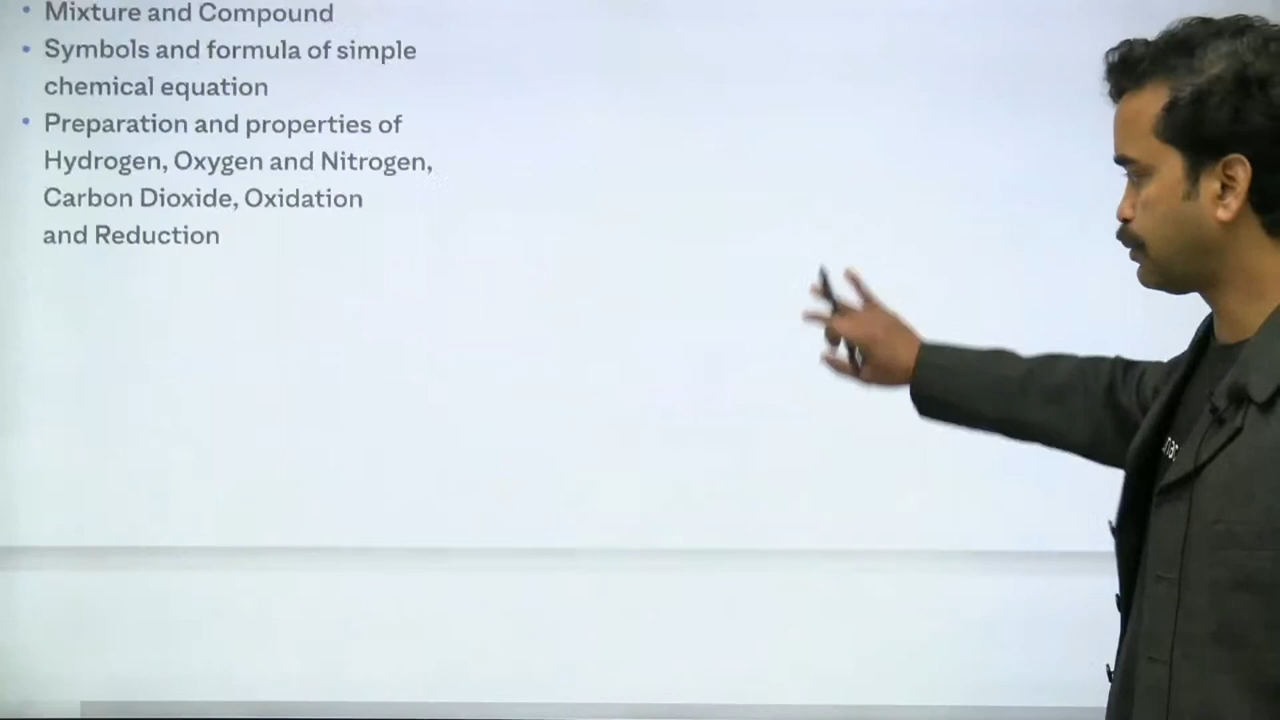 Mixture and Compound
Symbols and formula of simple
chemical equation
Preparation and properties of
Hydrogen, Oxygen and Nitrogen,
Carbon Dioxide, Oxidation
and Reduction